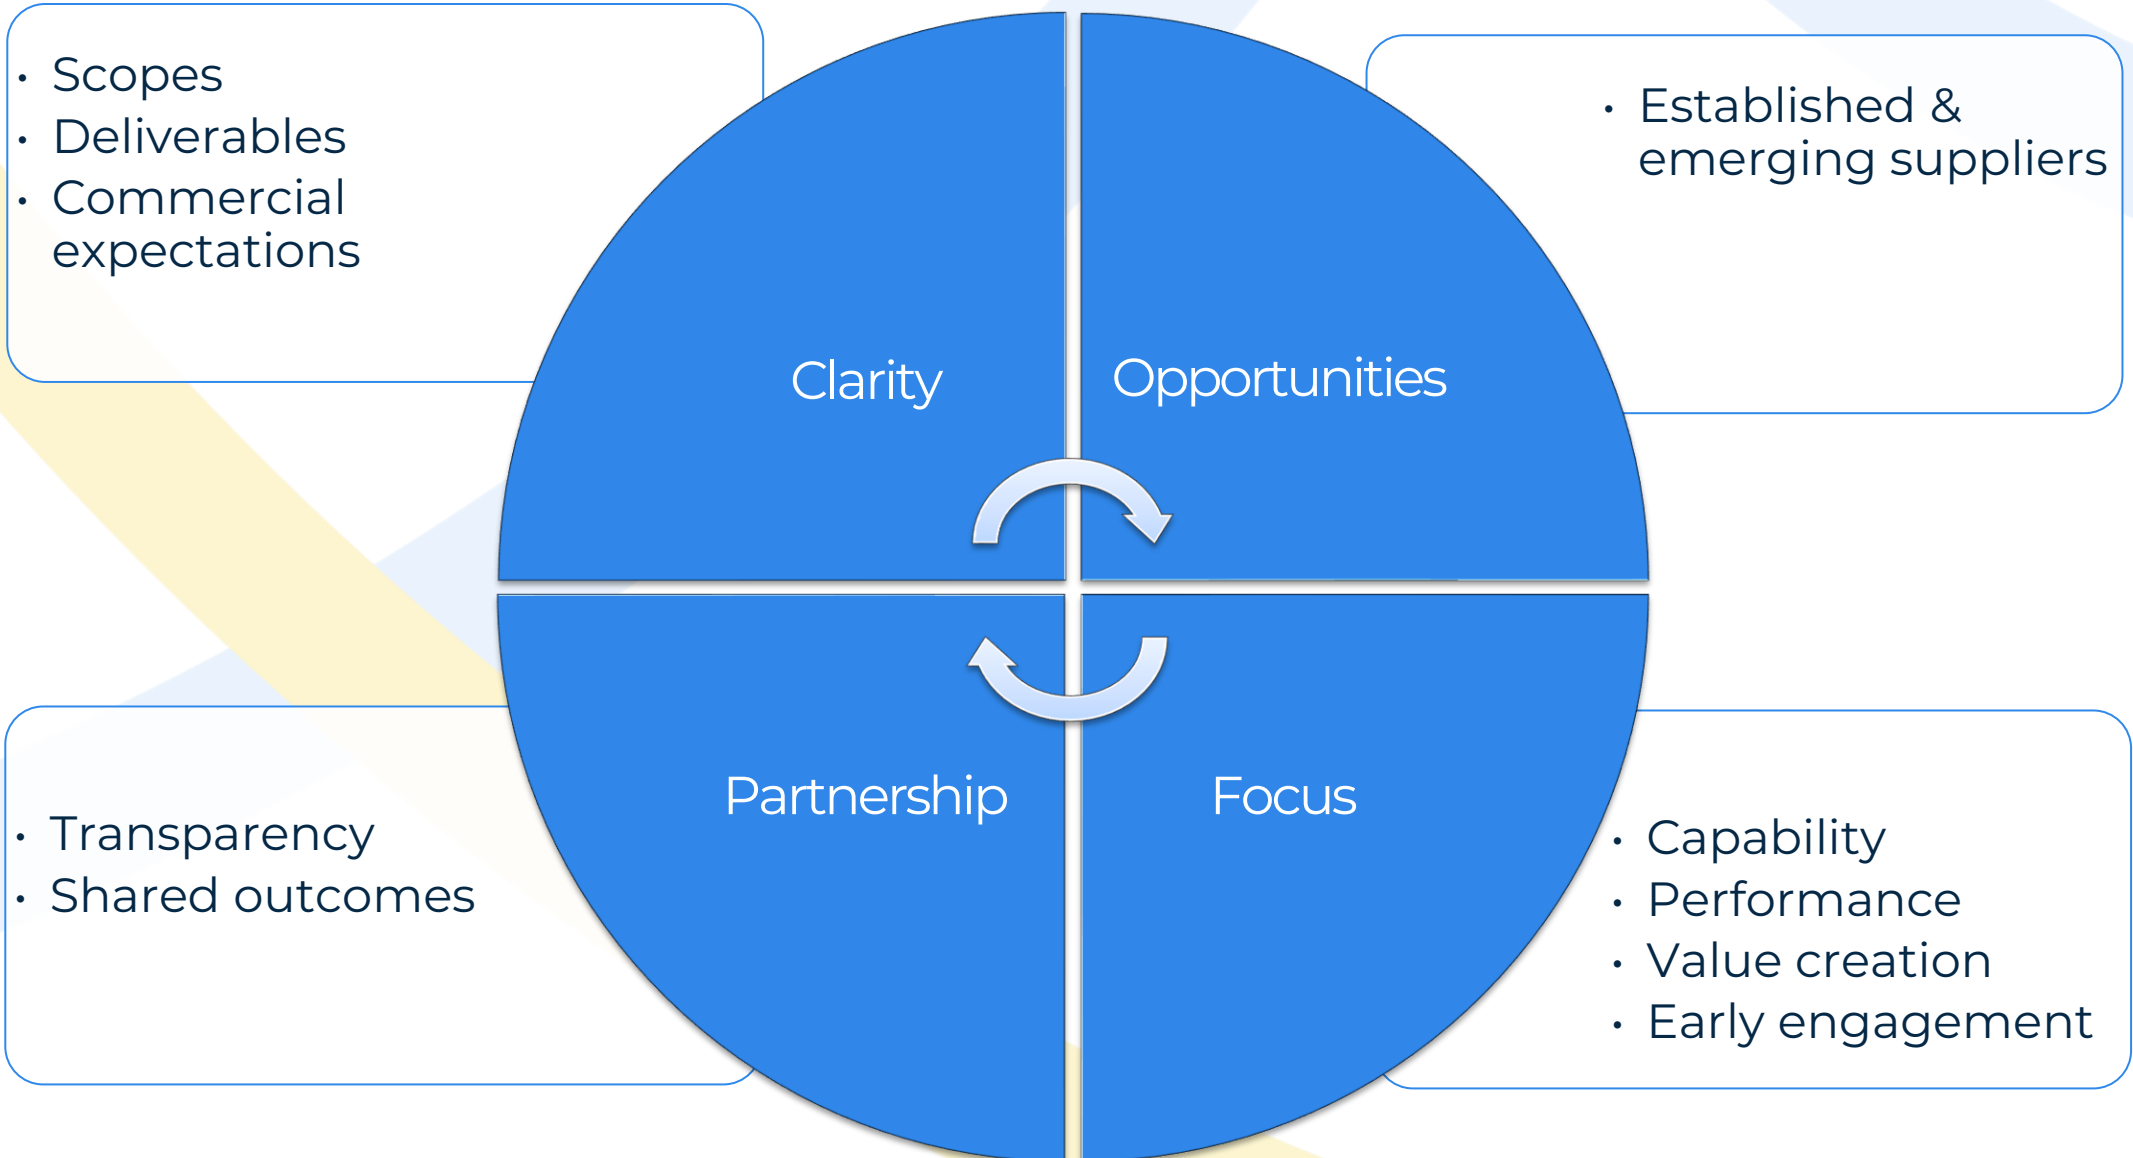 • Scopes
• Deliverables
• Commercial
expectations
• Established &
emerging suppliers
Clarity
Opportunities
Partnership
Focus
• Transparency
• Shared outcomes
• Capability
• Performance
• Value creation
• Early engagement